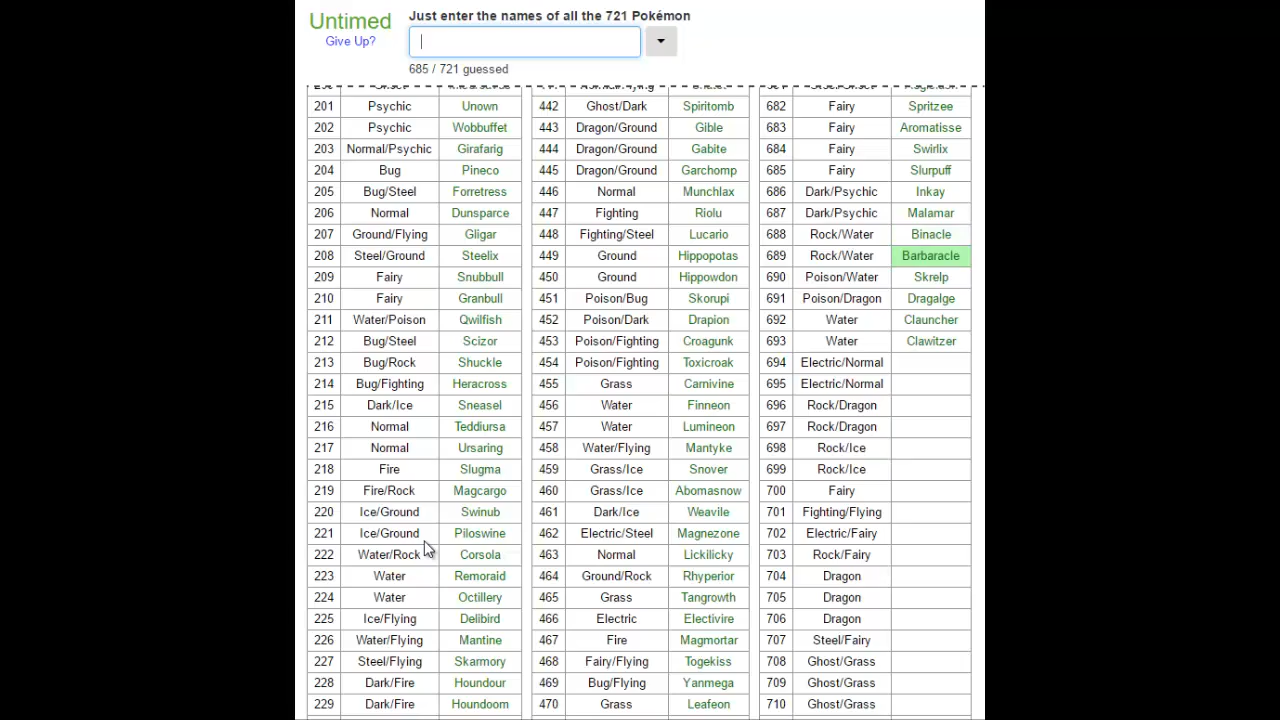 Untimed
Give Up?
Just enter the names of all the 721 Pokémon
685 / 721 guessed
201 Psychic Unown 442 Ghost/Dark Spiritomb 682 Fairy Spritzee
202 Psychic Wobbuffet 443 Dragon/Ground Gible 683 Fairy Aromatisse
203 Normal/Psychic Girafarig 444 Dragon/Ground Gabite 684 Fairy Swirlix
204 Bug Pineco 445 Dragon/Ground Garchomp 685 Fairy Slurpuff
205 Bug/Steel Forretress 446 Normal Munchlax 686 Dark/Psychic Inkay
206 Normal Dunsparce 447 Fighting Riolu 687 Dark/Psychic Malamar
207 Ground/Flying Gligar 448 Fighting/Steel Lucario 688 Rock/Water Binacle
208 Steel/Ground Steelix 449 Ground Hippopotas 689 Rock/Water Barbaracle
209 Fairy Snubbull 450 Ground Hippowdon 690 Poison/Water Skrelp
210 Fairy Granbull 451 Poison/Bug Skorupi 691 Poison/Dragon Dragalge
211 Water/Poison Qwilfish 452 Poison/Dark Drapion 692 Water Clauncher
212 Bug/Steel Scizor 453 Poison/Fighting Croagunk 693 Water Clawitzer
213 Bug/Rock Shuckle 454 Poison/Fighting Toxicroak 694 Electric/Normal
214 Bug/Fighting Heracross 455 Grass Carnivine 695 Electric/Normal
215 Dark/Ice Sneasel 456 Water Finneon 696 Rock/Dragon
216 Normal Teddiursa 457 Water Lumineon 697 Rock/Dragon
217 Normal Ursaring 458 Water/Flying Mantyke 698 Rock/Ice
218 Fire Slugma 459 Grass/Ice Snover 699 Rock/Ice
219 Fire/Rock Magcargo 460 Grass/Ice Abomasnow 700 Fairy
220 Ice/Ground Swinub 461 Dark/Ice Weavile 701 Fighting/Flying
221 Ice/Ground Piloswine 462 Electric/Steel Magnezone 702 Electric/Fairy
222 Water/Rock Corsola 463 Normal Lickilicky 703 Rock/Fairy
223 Water Remoraid 464 Ground/Rock Rhyperior 704 Dragon
224 Water Octillery 465 Grass Tangrowth 705 Dragon
225 Ice/Flying Delibird 466 Electric Electivire 706 Dragon
226 Water/Flying Mantine 467 Fire Magmortar 707 Steel/Fairy
227 Steel/Flying Skarmory 468 Fairy/Flying Togekiss 708 Ghost/Grass
228 Dark/Fire Houndour 469 Bug/Flying Yanmega 709 Ghost/Grass
229 Dark/Fire Houndoom 470 Grass Leafeon 710 Ghost/Grass